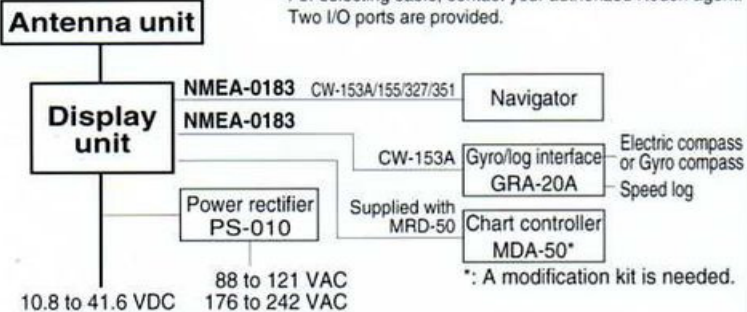 Two I/O ports are provided.
Antenna unit
Display
unit
NMEA-0183 CW-153A/155/327/351
Navigator
NMEA-0183
CW-153A
Gyro/log interface
GRA-20A
Electric compass
or Gyro compass
Speed log
Power rectifier
PS-010
Supplied with
MRD-50
Chart controller
MDA-50*
*: A modification kit is needed.
88 to 121 VAC
176 to 242 VAC
10.8 to 41.6 VDC